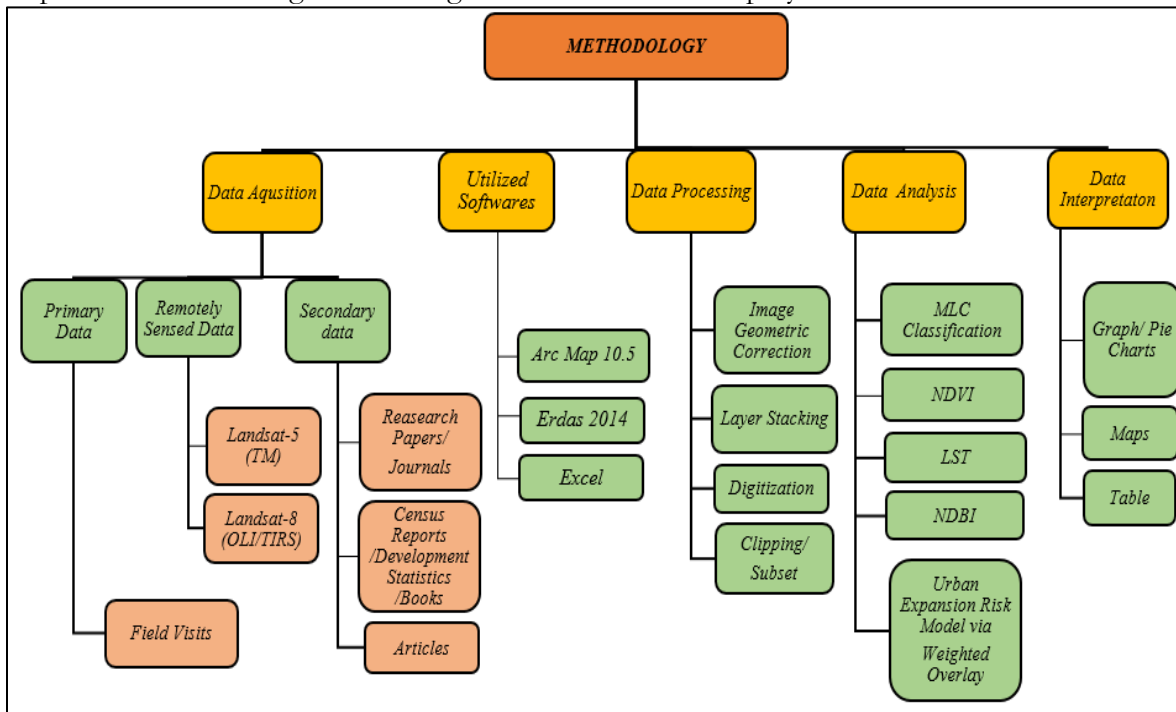 METHODOLOGY
Data Aqusition
Utilized
Softwares
Data Processing
Data Analysis
Data
Interpretaton
Primary
Data
Remotely
Sensed Data
Secondary
data
Field Visits
Landsat-5
(TM)
Landsat-8
(OLI/TIRS)
Reasearch
Papers/
Journals
Census
Reports
/Development
Statistics
/Books
Articles
Arc Map 10.5
Erdas 2014
Excel
Image
Geometric
Correction
Layer Stacking
Digitization
Clipping/
Subset
MLC
Classification
NDVI
LST
NDBI
Urban
Expansion Risk
Model via
Weighted
Overlay
Graph/ Pie
Charts
Maps
Table